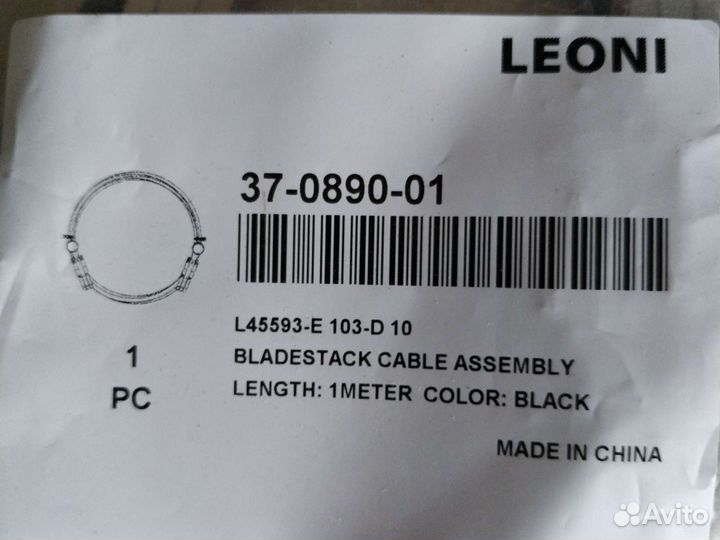 LEONI
37-0890-01
L45593-E 103-D 10
1
PC
BLADESTACK CABLE ASSEMBLY
LENGTH: 1METER COLOR: BLACK
MADE IN CHINA
Avito